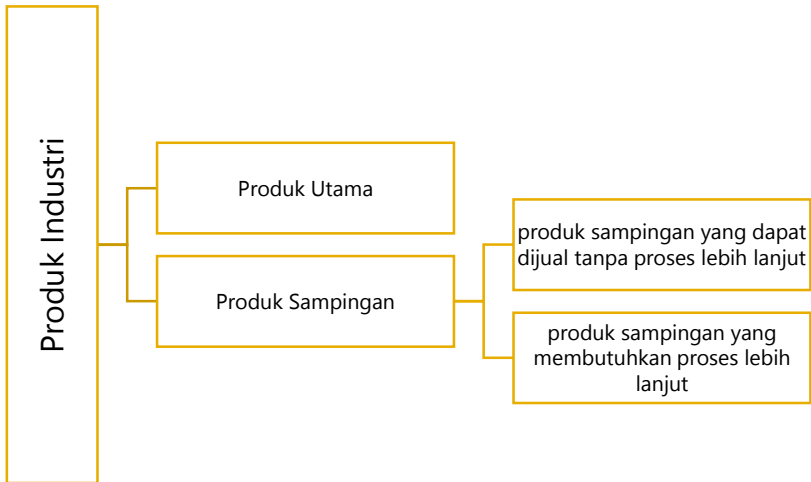 Produk Industri
Produk Utama
Produk Sampingan
produk sampingan yang dapat
dijual tanpa proses lebih lanjut
produk sampingan yang
membutuhkan proses lebih
lanjut